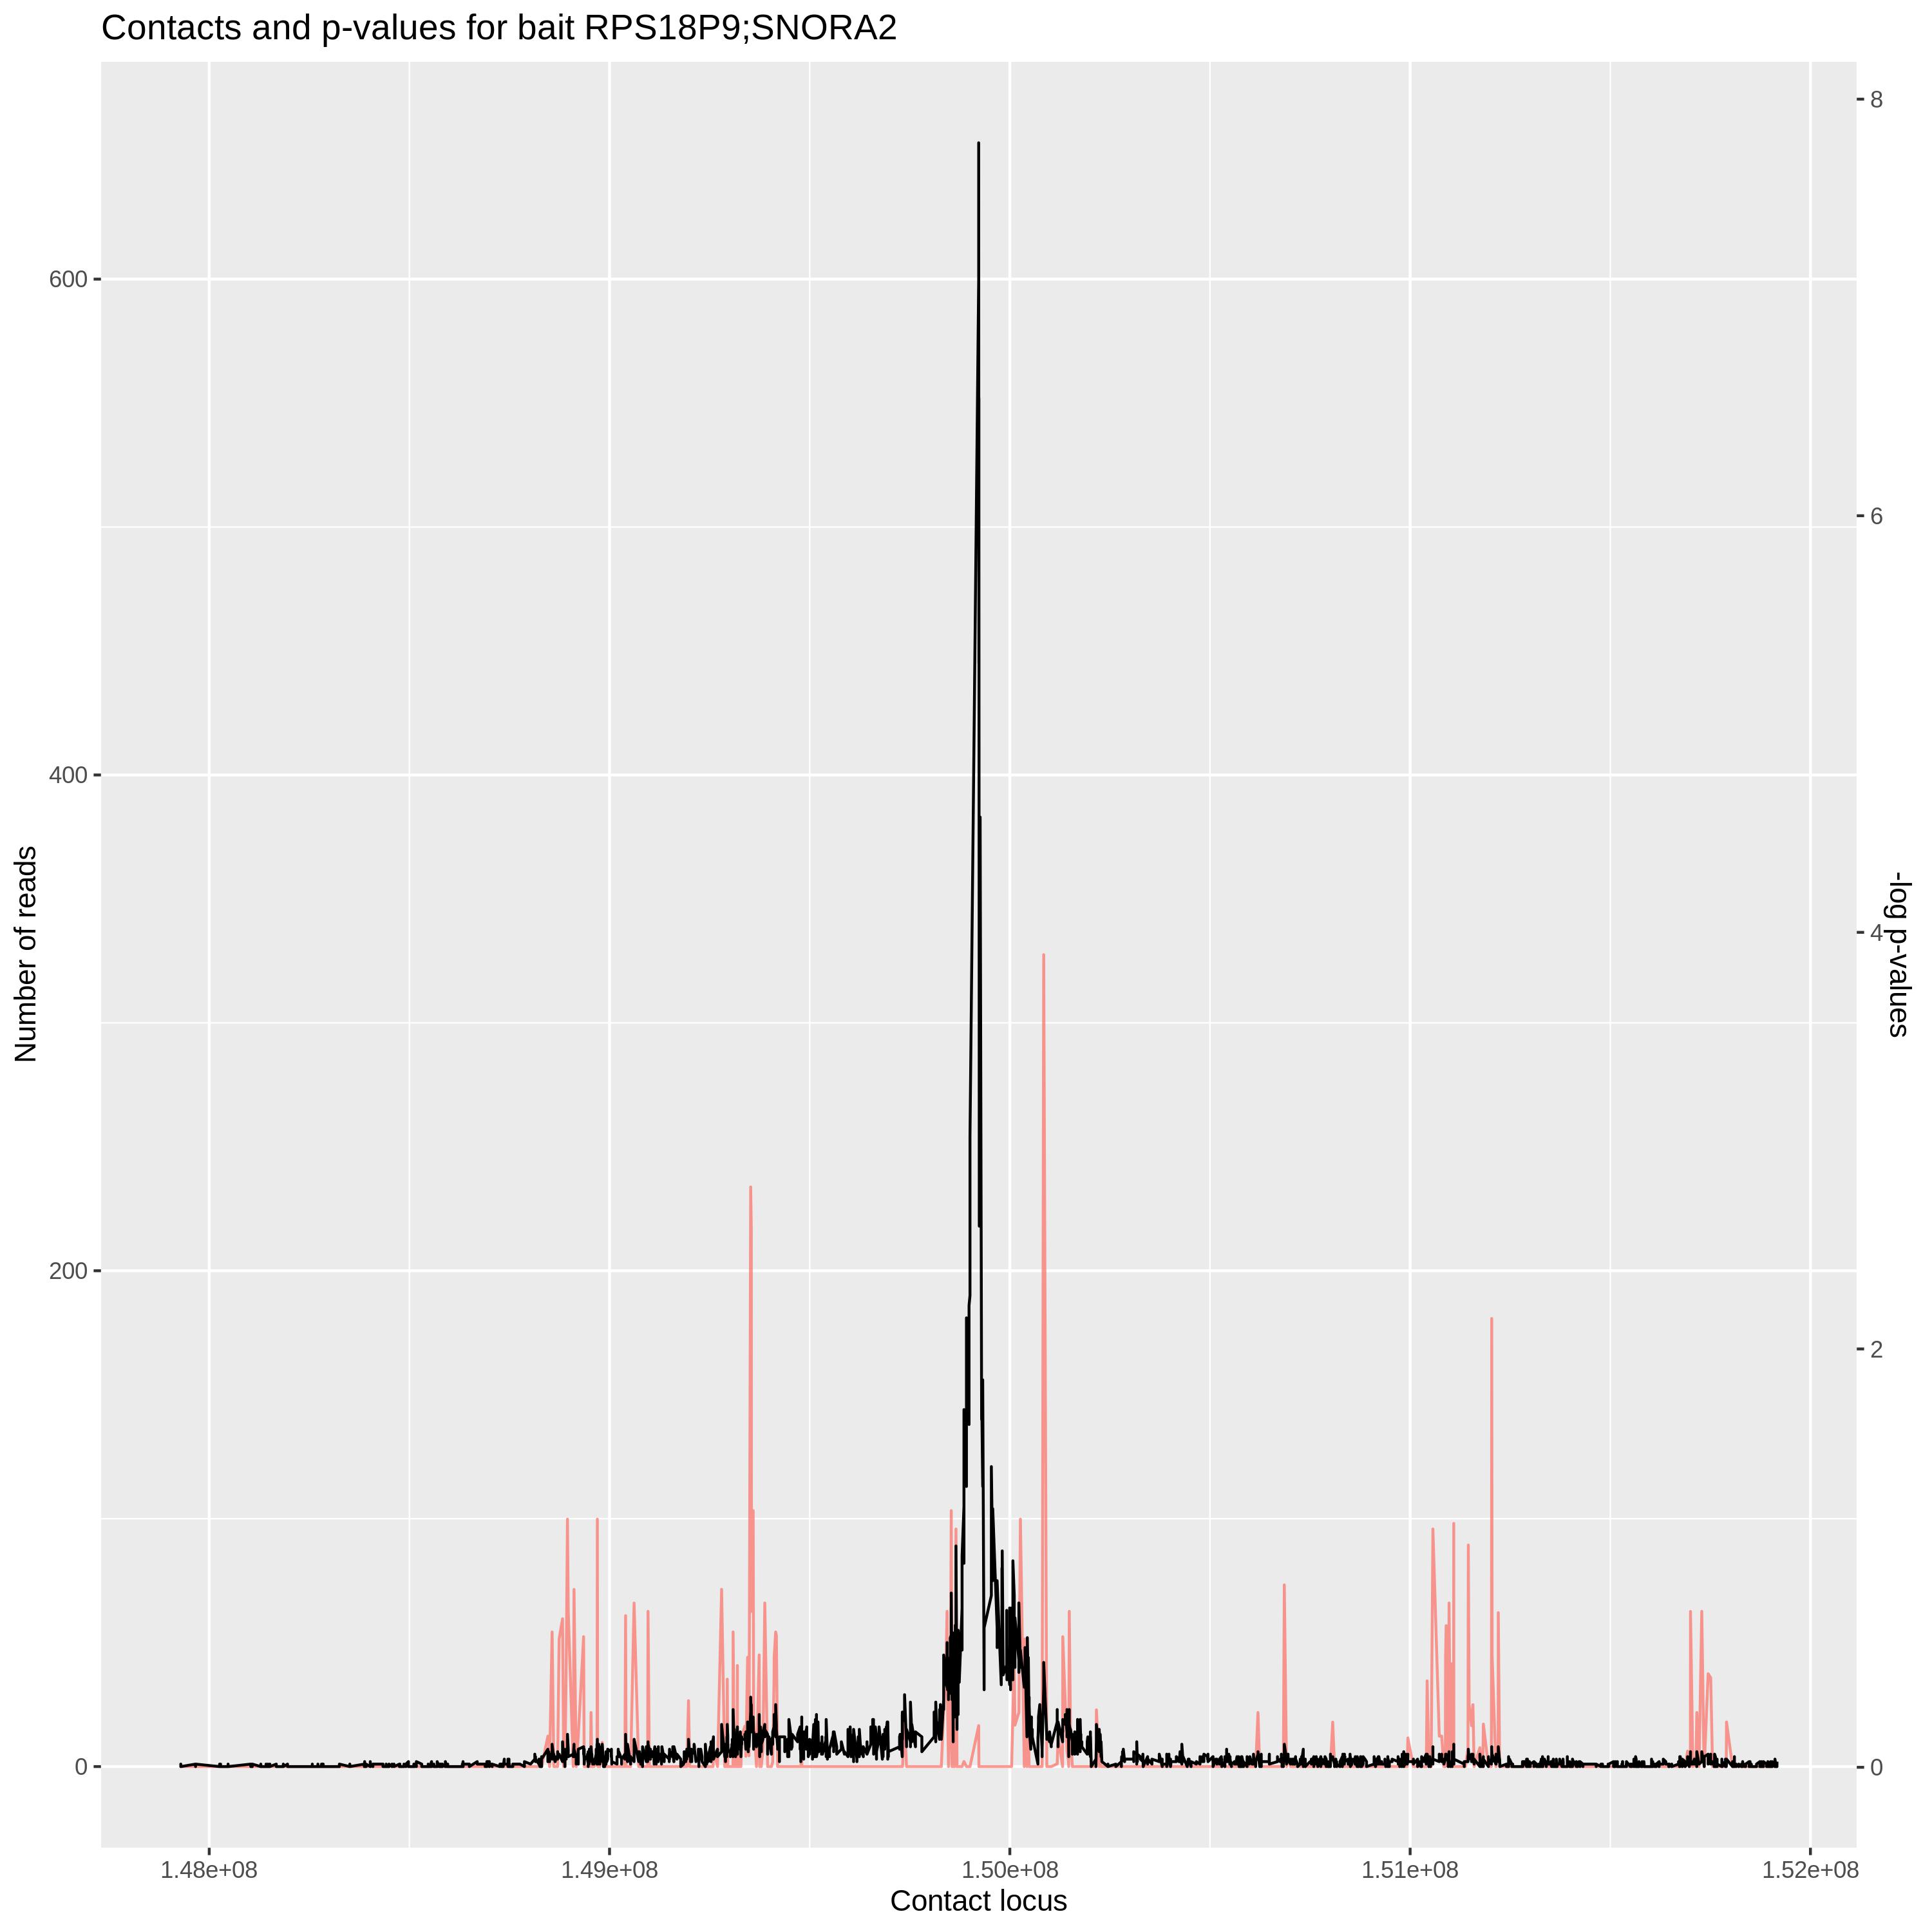 Contacts and p-values for bait RPS18P9;SNORA2
8
600
6
400
4
200
2
0
0
Number of reads
-log p-values
1.48e+08 1.49e+08 1.50e+08 1.51e+08 1.52e+08
Contact locus